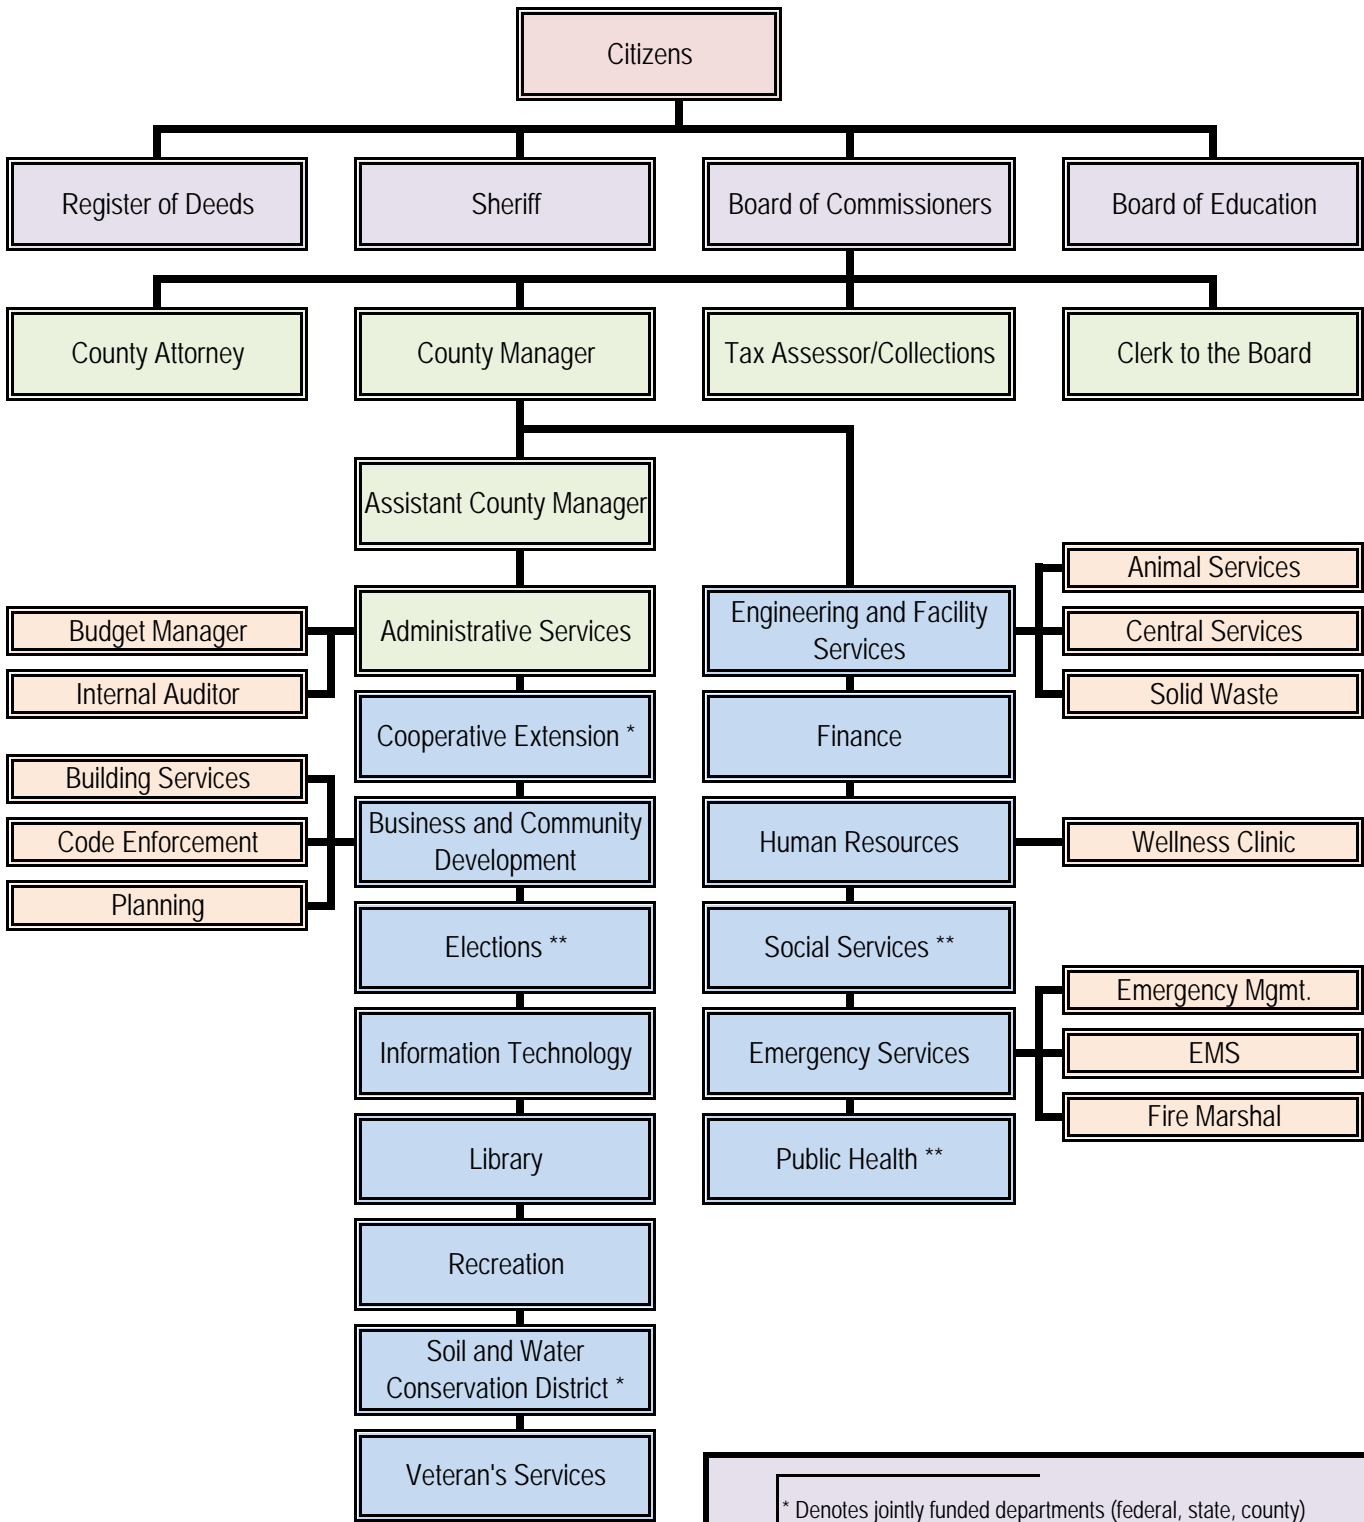 Citizens
Register of Deeds
Sheriff
Board of Commissioners
Board of Education
County Attorney
County Manager
Tax Assessor/Collections
Clerk to the Board
Assistant County Manager
Budget Manager
Internal Auditor
Administrative Services
Engineering and Facility
Services
Animal Services
Central Services
Solid Waste
Cooperative Extension *
Finance
Building Services
Code Enforcement
Planning
Business and Community
Development
Human Resources
Wellness Clinic
Elections **
Social Services **
Information Technology
Emergency Services
Emergency Mgmt.
EMS
Fire Marshal
Library
Public Health **
Recreation
Soil and Water
Conservation District *
Veteran's Services
* Denotes jointly funded departments (federal, state, county)